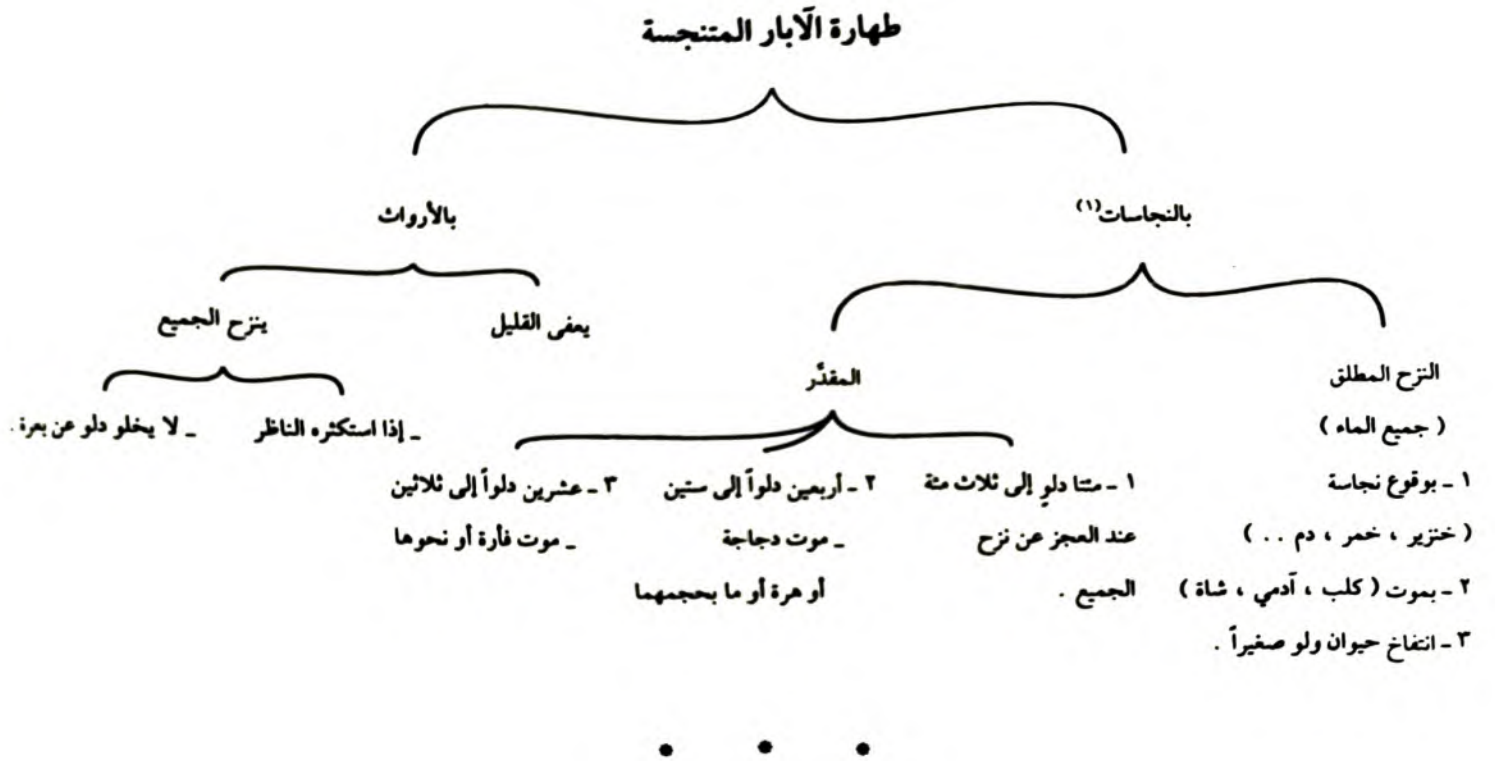 طهارة الآبار المتنجسة
بالنجاسات(١)
بالأرواث
النزح المطلق
( جميع الماء )
١ ـ بوقوع نجاسة
( خنزير ، خمر ، دم . . )
٢ ـ بموت ( كلب ، آدمي ، شاة )
٣ ـ انتفاخ حيوان ولو صغيراً .
المقدَّر
١ ـ مئتا دلوٍ إلى ثلاث مئة
عند العجز عن نزح
الجميع .
٢ ـ أربعين دلواً إلى ستين
ـ موت دجاجة
أو هرة أو ما بحجمهما
٣ ـ عشرين دلواً إلى ثلاثين
ـ موت فأرة أو نحوها
يعفى القليل
ينزح الجميع
ـ إذا استكثره الناظر
ـ لا يخلو دلو عن بعرة .